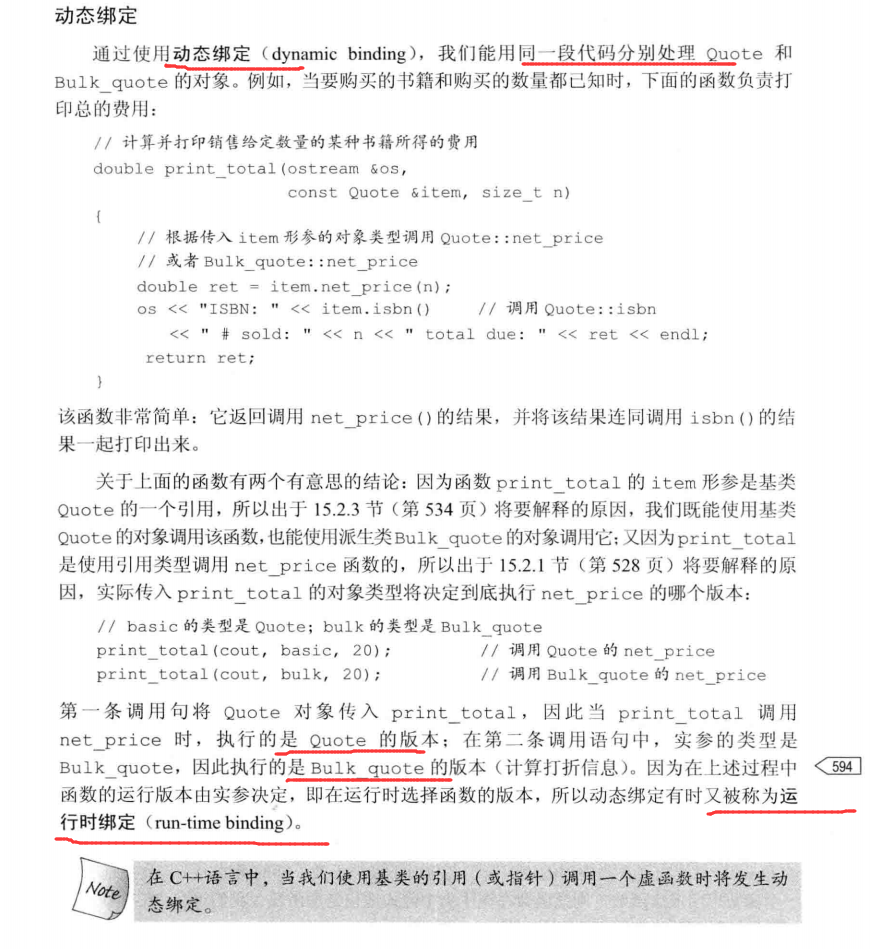 动态绑定
通过使用动态绑定（dynamic binding），我们能用同一段代码分别处理 Quote 和
Bulk_quote 的对象。例如，当要购买的书籍和购买的数量都已知时，下面的函数负责打
印总的费用：
// 计算并打印销售给定数量的某种书籍所得的费用
double print_total(ostream &os,
const Quote &item, size_t n)
{
// 根据传入 item 形参的对象类型调用 Quote::net_price
// 或者 Bulk_quote::net_price
double ret = item.net_price(n);
os << "ISBN: " << item.isbn() // 调用 Quote::isbn
<< " # sold: " << n << " total due: " << ret << endl;
return ret;
}
该函数非常简单：它返回调用 net_price()的结果，并将该结果连同调用 isbn()的结
果一起打印出来。
关于上面的函数有两个有意思的结论：因为函数 print_total 的 item 形参是基类
Quote 的一个引用，所以出于 15.2.3 节（第 534 页）将要解释的原因，我们既能使用基类
Quote 的对象调用该函数，也能使用派生类 Bulk_quote 的对象调用它；又因为 print_total
是使用引用类型调用 net_price 函数的，所以出于 15.2.1 节（第 528 页）将要解释的原
因，实际传入 print_total 的对象类型将决定到底执行 net_price 的哪个版本：
// basic 的类型是 Quote；bulk 的类型是 Bulk_quote
print_total(cout, basic, 20); // 调用 Quote 的 net_price
print_total(cout, bulk, 20); // 调用 Bulk_quote 的 net_price
第一条调用句将 Quote 对象传入 print_total，因此当 print_total 调用
net_price 时，执行的是 Quote 的版本；在第二条调用语句中，实参的类型是
Bulk_quote，因此执行的是 Bulk_quote 的版本（计算打折信息）。因为在上述过程中
594
函数的运行版本由实参决定，即在运行时选择函数的版本，所以动态绑定有时又被称为运
行时绑定（run-time binding）。
Note
在 C++语言中，当我们使用基类的引用（或指针）调用一个虚函数时将发生动
态绑定。